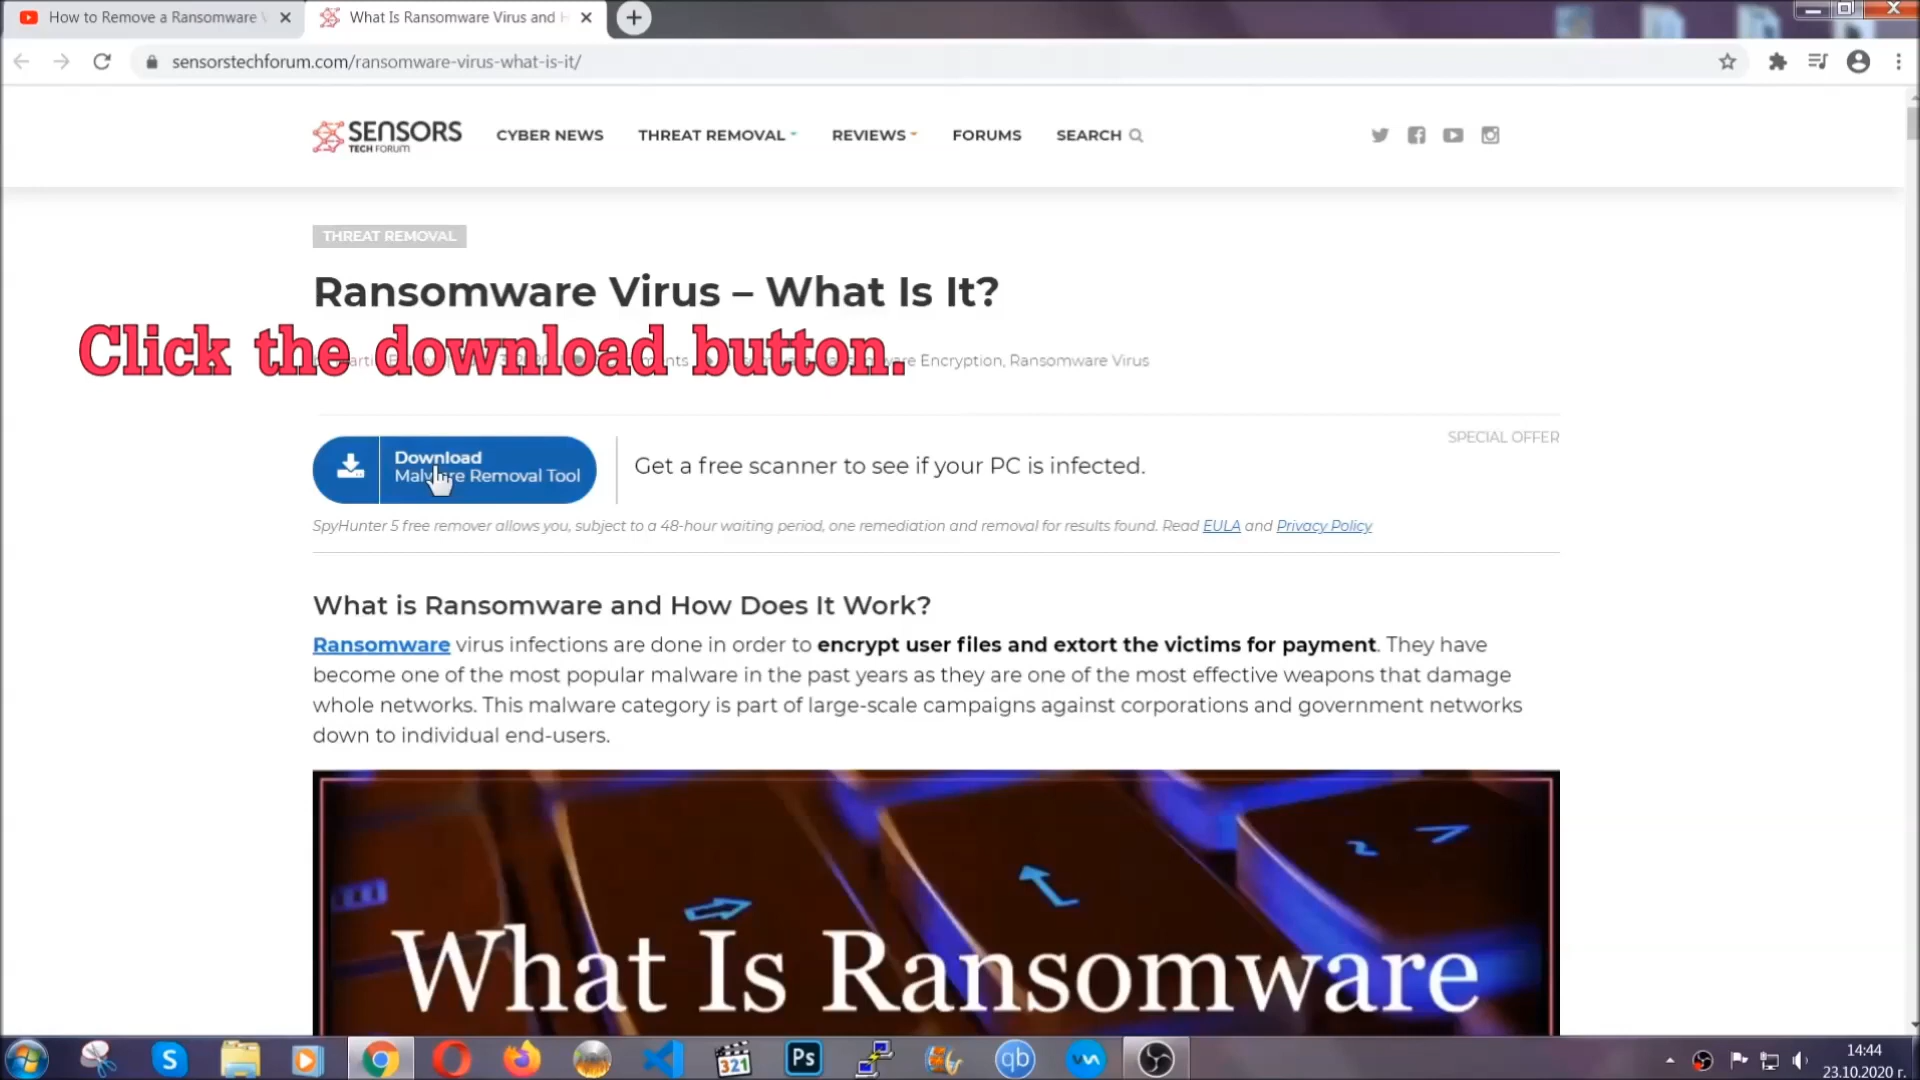 How to Remove a Ransomware V
What Is Ransomware Virus and H
sensorstechforum.com/ransomware-virus-what-is-it/
SENSORS
TECH FORUM
CYBER NEWS THREAT REMOVAL REVIEWS FORUMS SEARCH
THREAT REMOVAL
Ransomware Virus – What Is It?
Click the download button.
Encryption, Ransomware Virus
SPECIAL OFFER
Download
Malware Removal Tool
Get a free scanner to see if your PC is infected.
SpyHunter 5 free remover allows you, subject to a 48-hour waiting period, one remediation and removal for results found. Read EULA and Privacy Policy
What is Ransomware and How Does It Work?
Ransomware virus infections are done in order to encrypt user files and extort the victims for payment. They have
become one of the most popular malware in the past years as they are one of the most effective weapons that damage
whole networks. This malware category is part of large-scale campaigns against corporations and government networks
down to individual end-users.
What Is Ransomware
S
321
Ps
qb
14:44
23.10.2020 г.